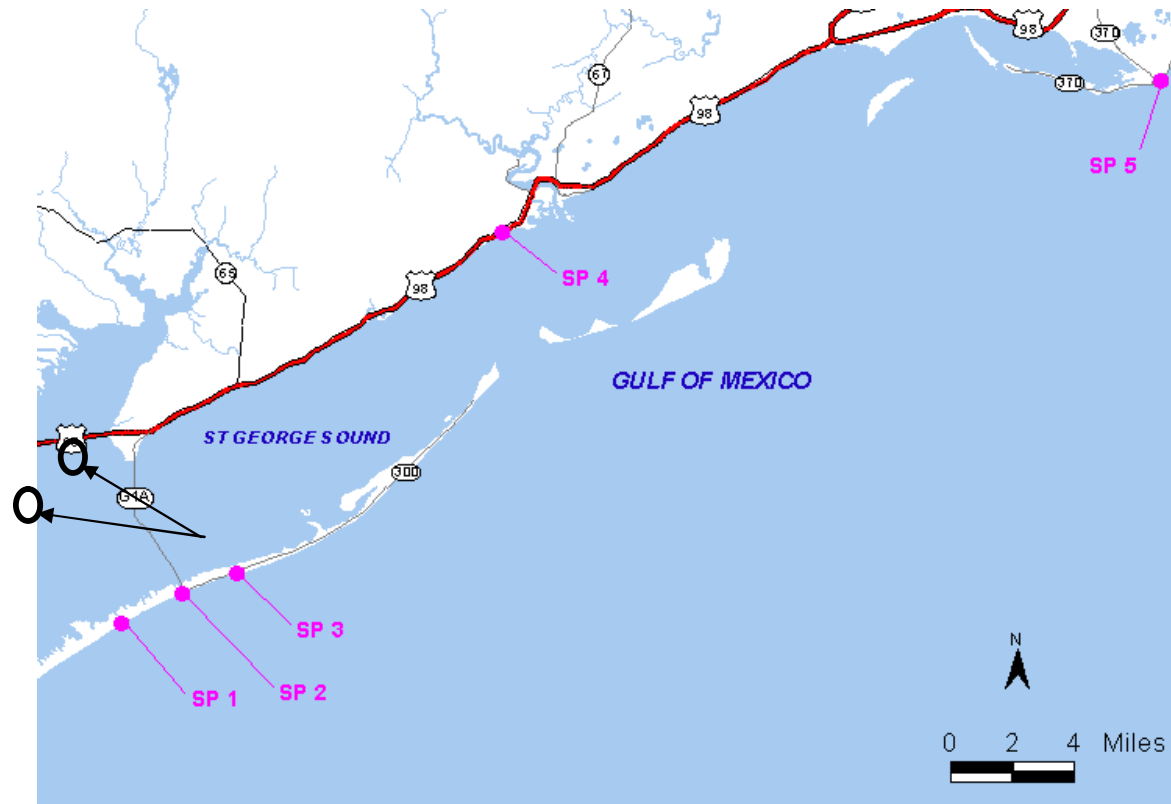 98
370
370
67
98
SP 5
SP 4
65
98
GULF OF MEXICO
ST GEORGE SOUND
300
G1A
SP 3
N
SP 1
SP 2
0 2 4 Miles